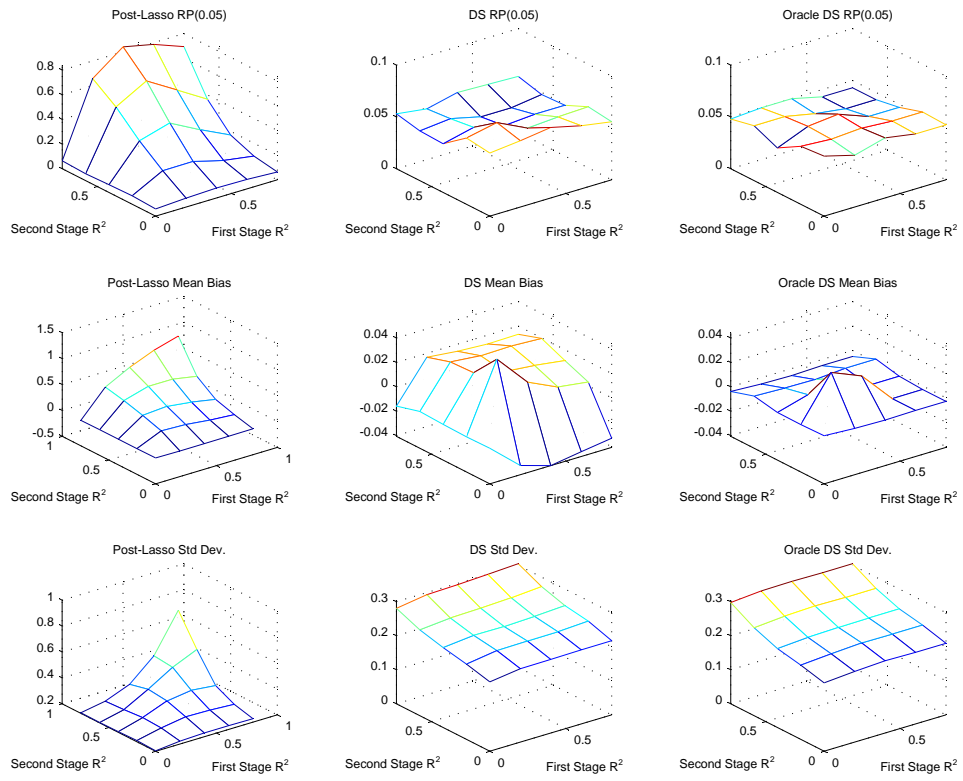 Post-Lasso RP(0.05)
0.8
0.6
0.4
0.2
0
0.5
0
0
0.5
Second Stage R²
First Stage R²
DS RP(0.05)
0.1
0.05
0
0.5
0
0
0.5
Second Stage R²
First Stage R²
Oracle DS RP(0.05)
0.1
0.05
0
0.5
0
0
0.5
Second Stage R²
First Stage R²
Post-Lasso Mean Bias
1.5
1
0.5
0
-0.5
1
0.5
0
0
0.5
1
Second Stage R²
First Stage R²
DS Mean Bias
0.04
0.02
0
-0.02
-0.04
0.5
0
0
0.5
Second Stage R²
First Stage R²
Oracle DS Mean Bias
0.04
0.02
0
-0.02
-0.04
0.5
0
0
0.5
Second Stage R²
First Stage R²
Post-Lasso Std Dev.
1
0.8
0.6
0.4
0.2
1
0.5
0
0
0.5
1
Second Stage R²
First Stage R²
DS Std Dev.
0.3
0.2
0.1
0
0.5
0
0
0.5
Second Stage R²
First Stage R²
Oracle DS Std Dev.
0.3
0.2
0.1
0
0.5
0
0
0.5
Second Stage R²
First Stage R²